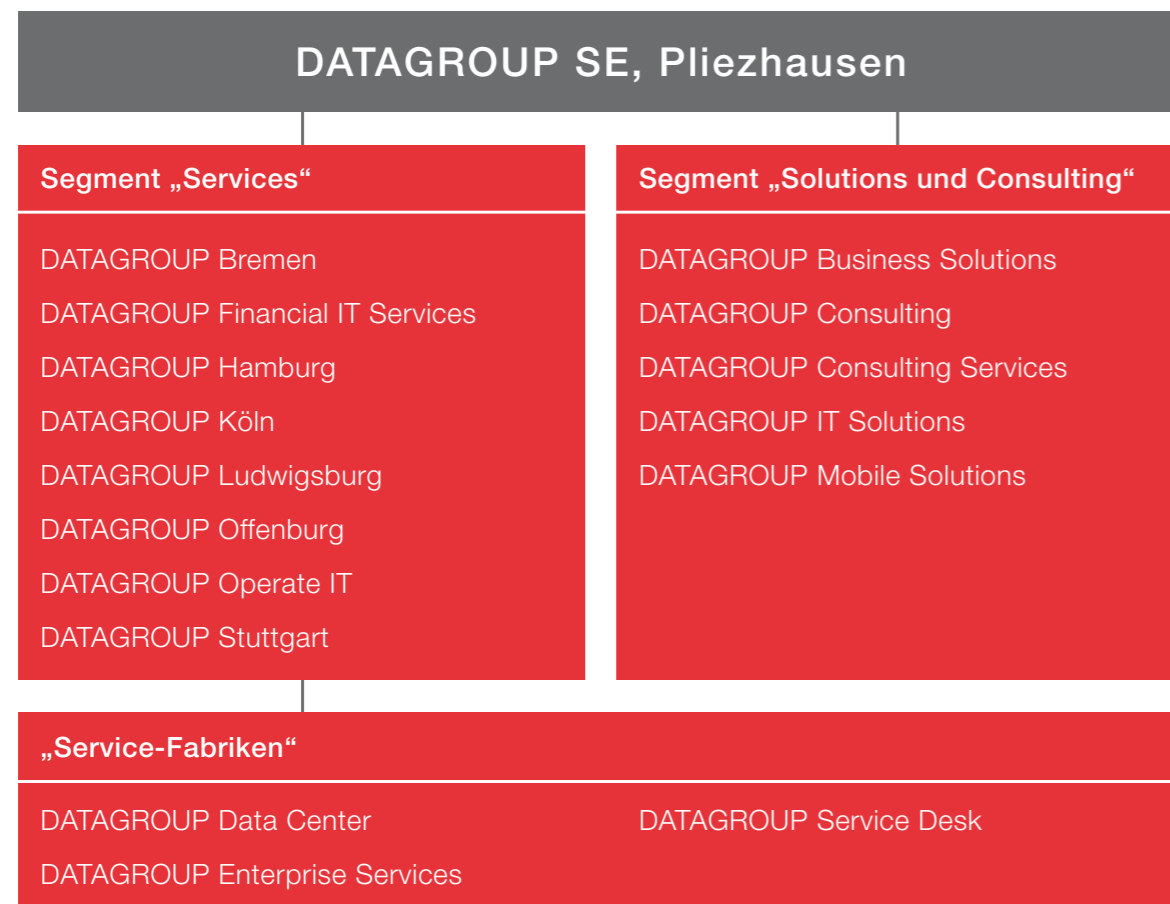 DATAGROUP SE, Pliezhausen
Segment „Services“
DATAGROUP Bremen
DATAGROUP Financial IT Services
DATAGROUP Hamburg
DATAGROUP Köln
DATAGROUP Ludwigsburg
DATAGROUP Offenburg
DATAGROUP Operate IT
DATAGROUP Stuttgart
Segment „Solutions und Consulting“
DATAGROUP Business Solutions
DATAGROUP Consulting
DATAGROUP Consulting Services
DATAGROUP IT Solutions
DATAGROUP Mobile Solutions
„Service-Fabriken“
DATAGROUP Data Center
DATAGROUP Enterprise Services
DATAGROUP Service Desk